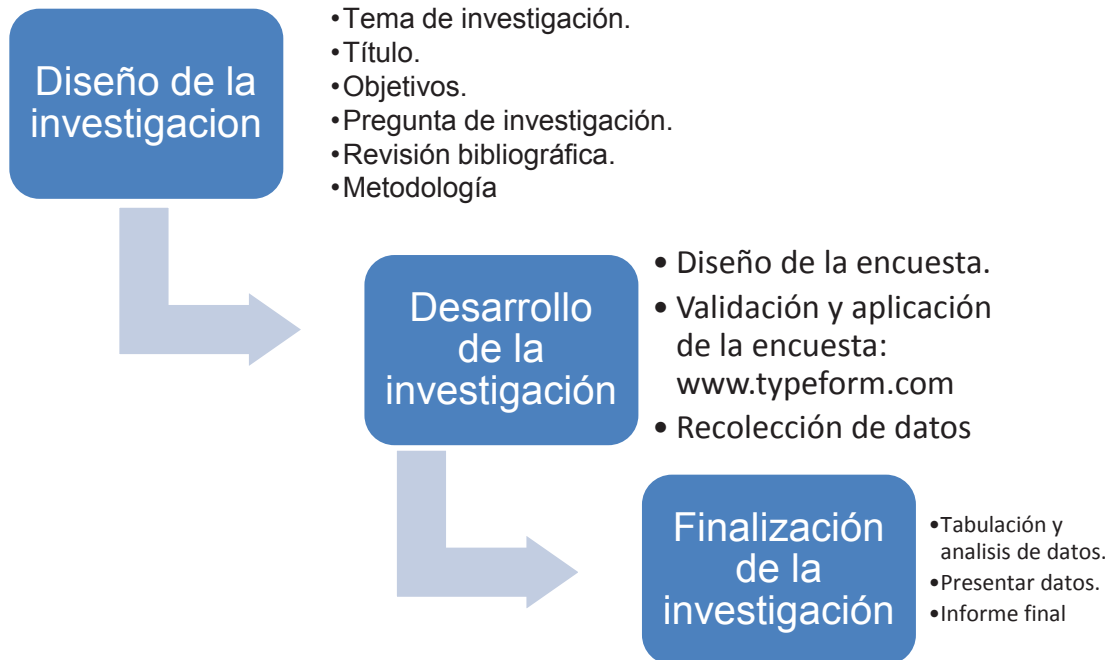 Diseño de la
investigacion
•Tema de investigación.
•Título.
•Objetivos.
•Pregunta de investigación.
•Revisión bibliográfica.
•Metodología
Desarrollo
de la
investigación
• Diseño de la encuesta.
• Validación y aplicación
de la encuesta:
www.typeform.com
• Recolección de datos
Finalización
de la
investigación
•Tabulación y
analisis de datos.
•Presentar datos.
•Informe final